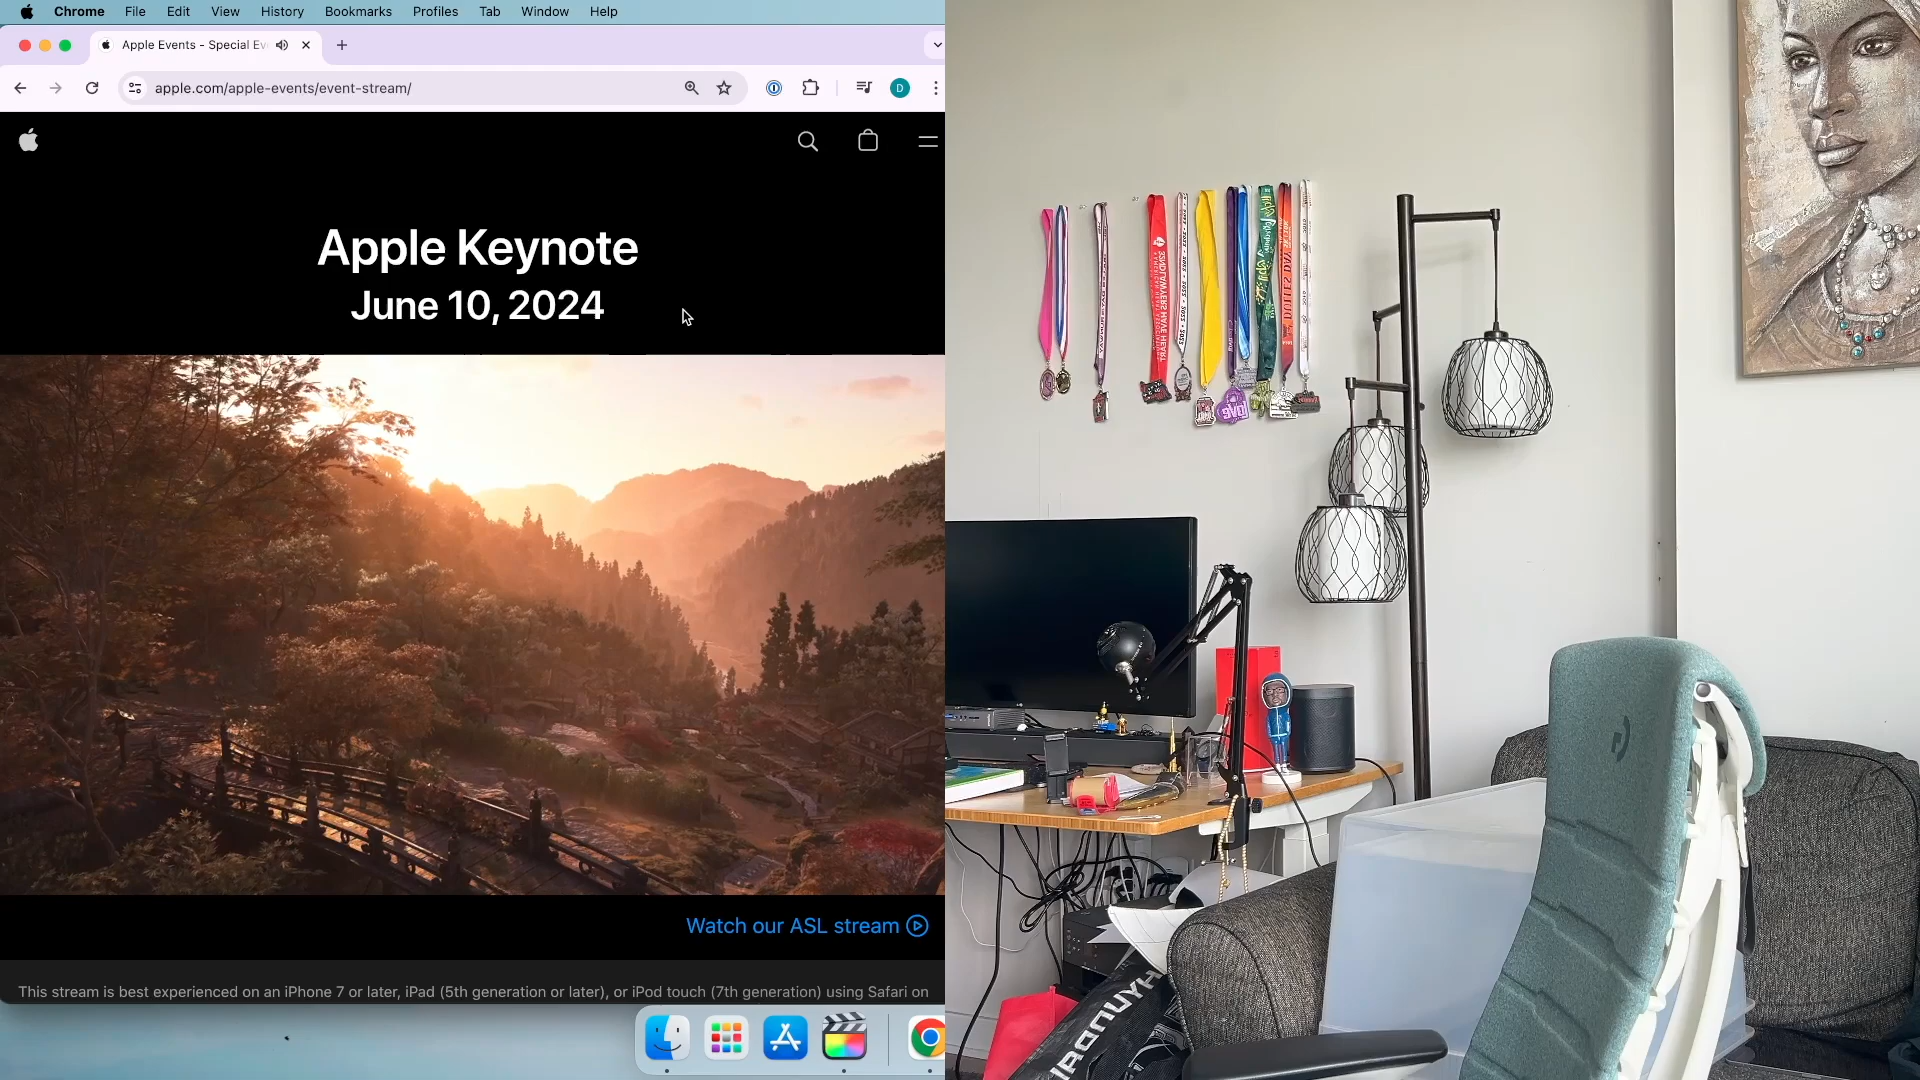 Chrome File Edit View History Bookmarks Profiles Tab Window Help
Apple Events - Special Ev
apple.com/apple-events/event-stream/
D
Apple Keynote
June 10, 2024
Watch our ASL stream
This stream is best experienced on an iPhone 7 or later, iPad (5th generation or later), or iPod touch (7th generation) using Safari on